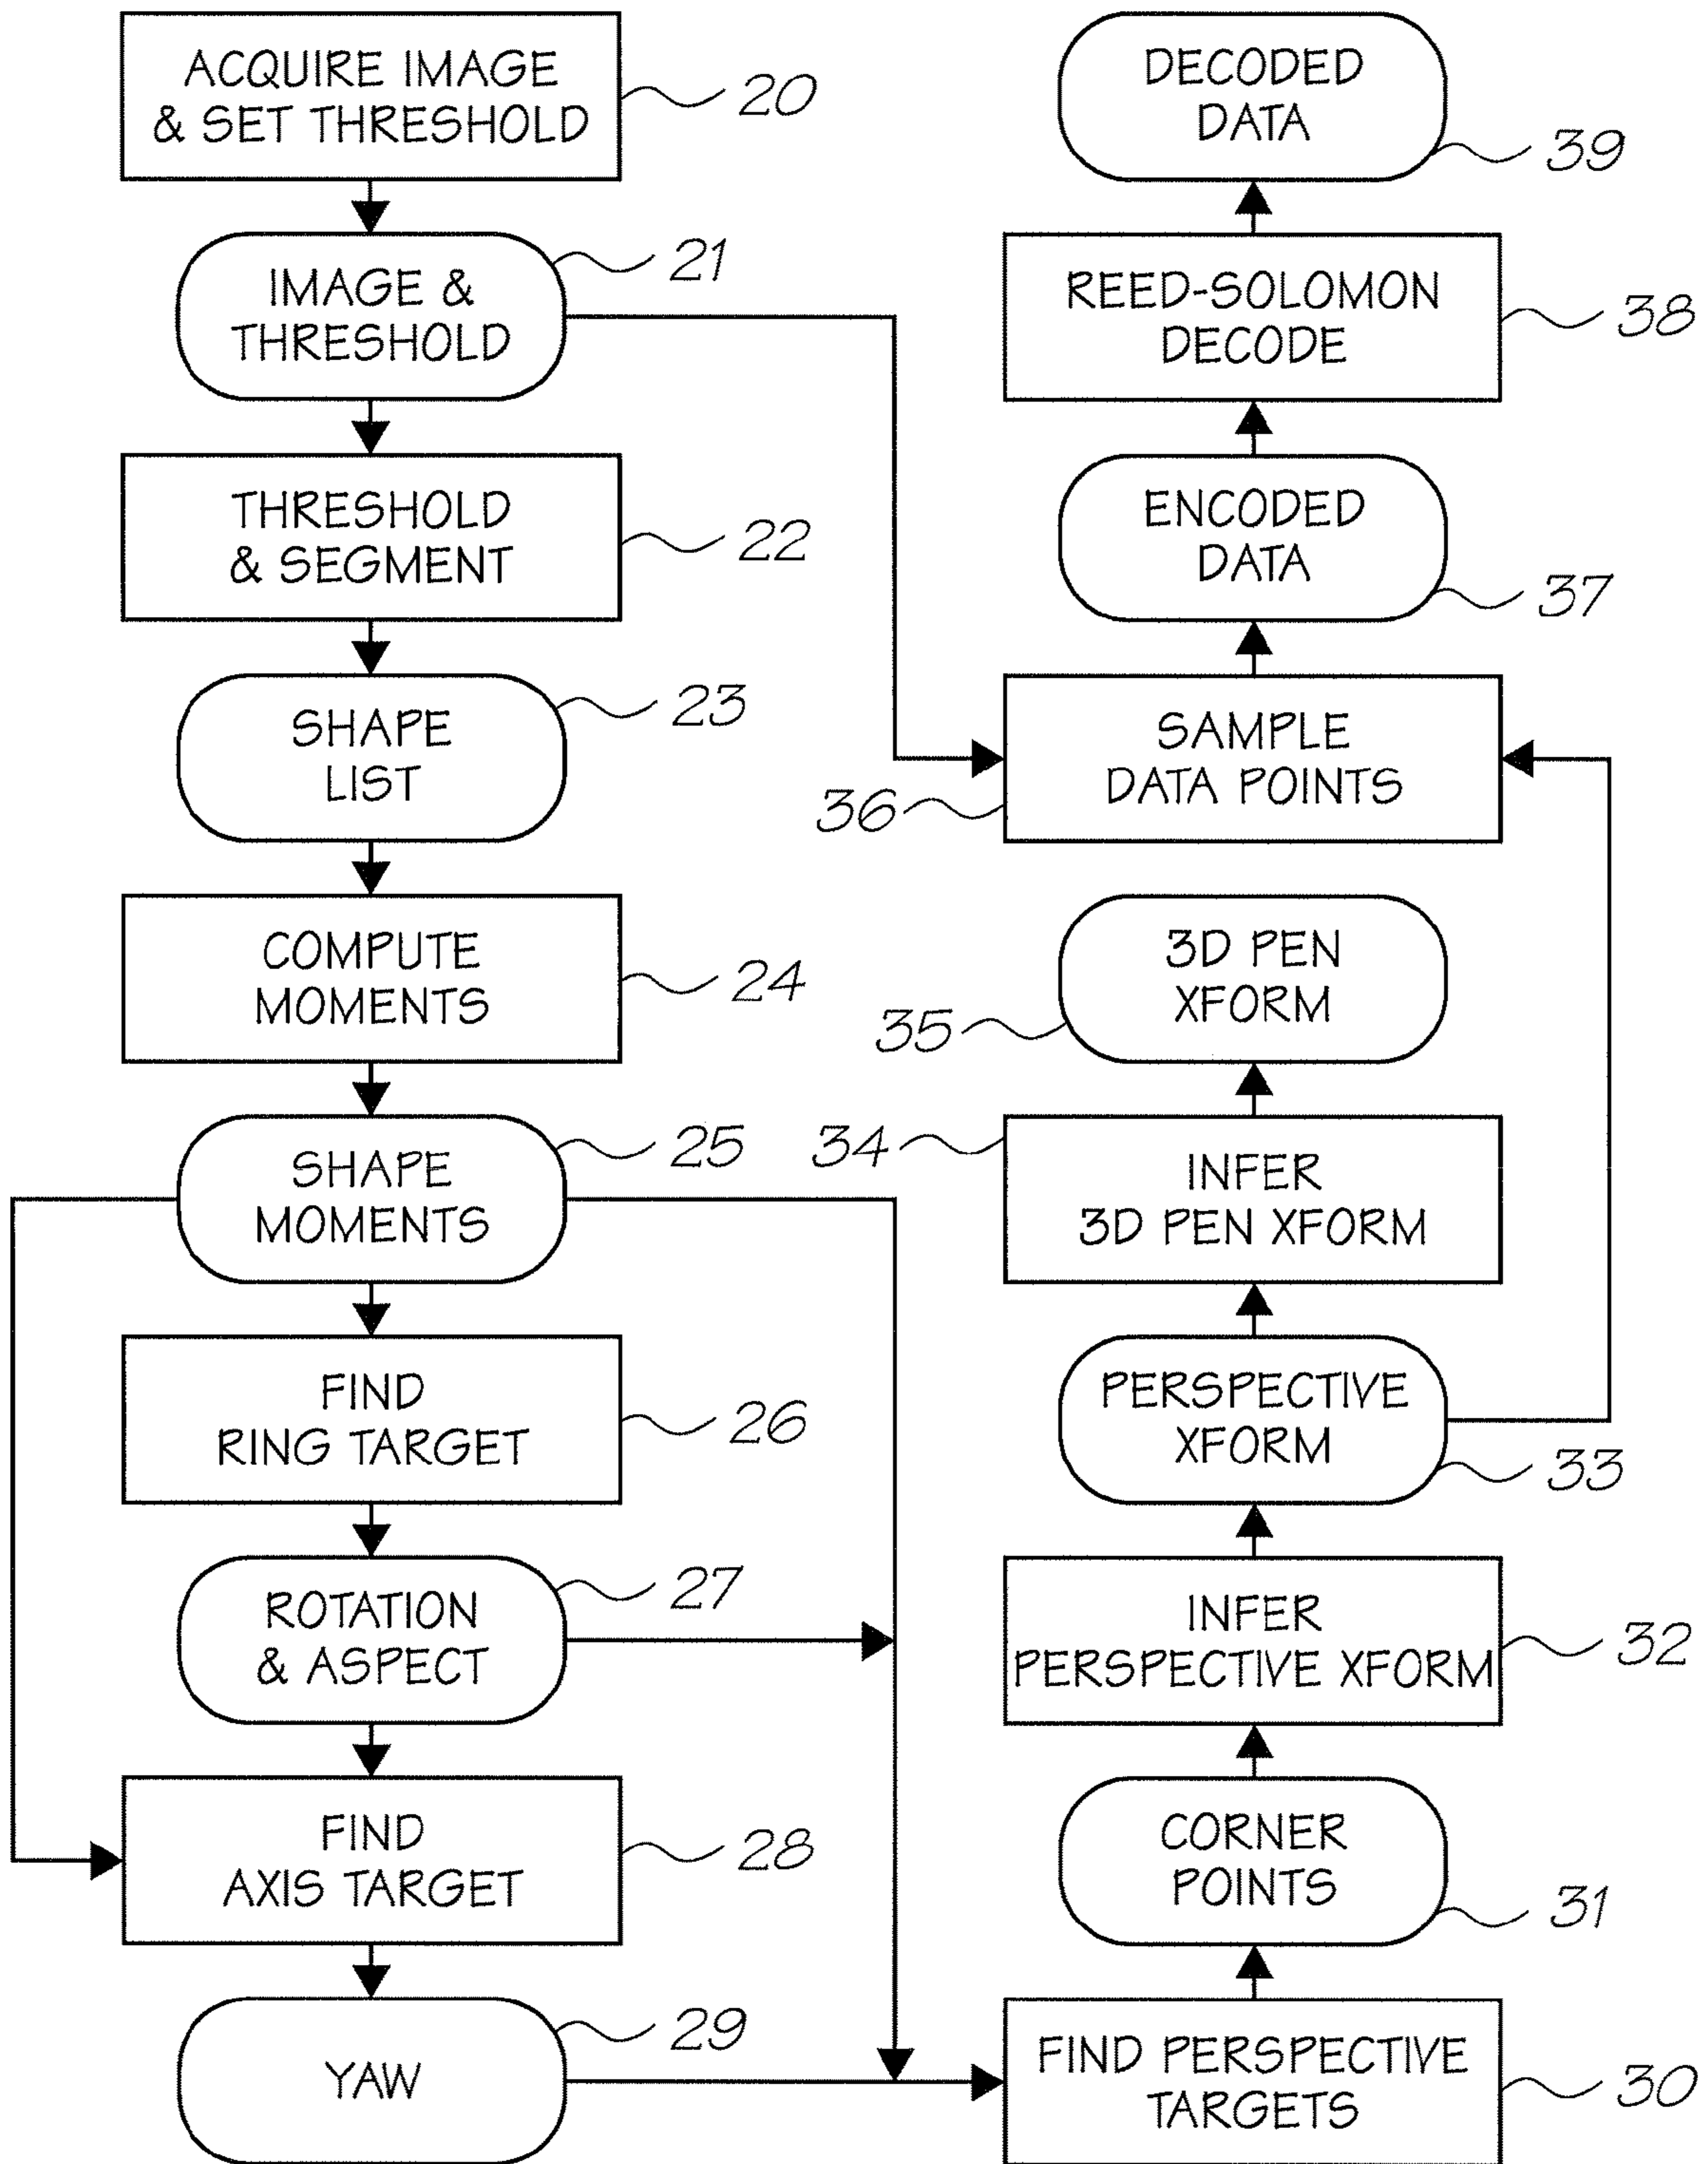 ACQUIRE IMAGE
& SET THRESHOLD
20
IMAGE &
THRESHOLD
21
THRESHOLD
& SEGMENT
22
SHAPE
LIST
23
COMPUTE
MOMENTS
24
SHAPE
MOMENTS
25
FIND
RING TARGET
26
ROTATION
& ASPECT
27
FIND
AXIS TARGET
28
YAW
29
DECODED
DATA
39
REED-SOLOMON
DECODE
38
ENCODED
DATA
37
SAMPLE
DATA POINTS
36
3D PEN
XFORM
35
34
INFER
3D PEN XFORM
PERSPECTIVE
XFORM
33
INFER
PERSPECTIVE XFORM
32
CORNER
POINTS
31
FIND PERSPECTIVE
TARGETS
30